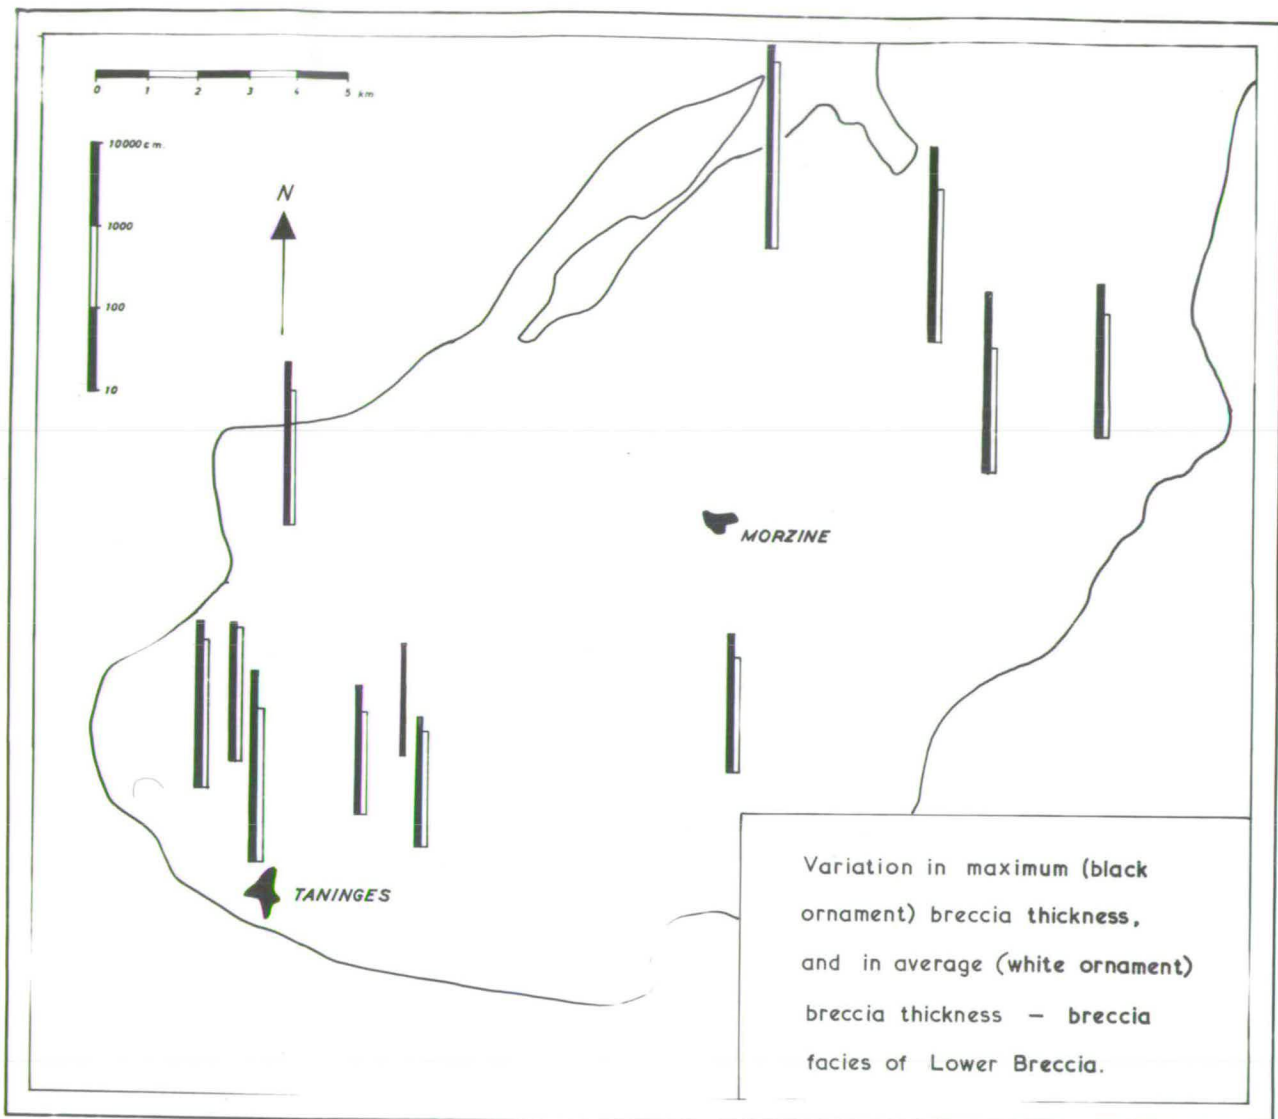 0 1 2 3 4 5 km
10000 cm.
1000
100
10
N
MORZINE
TANINGES
Variation in maximum (black
ornament) breccia thickness,
and in average (white ornament)
breccia thickness — breccia
facies of Lower Breccia.